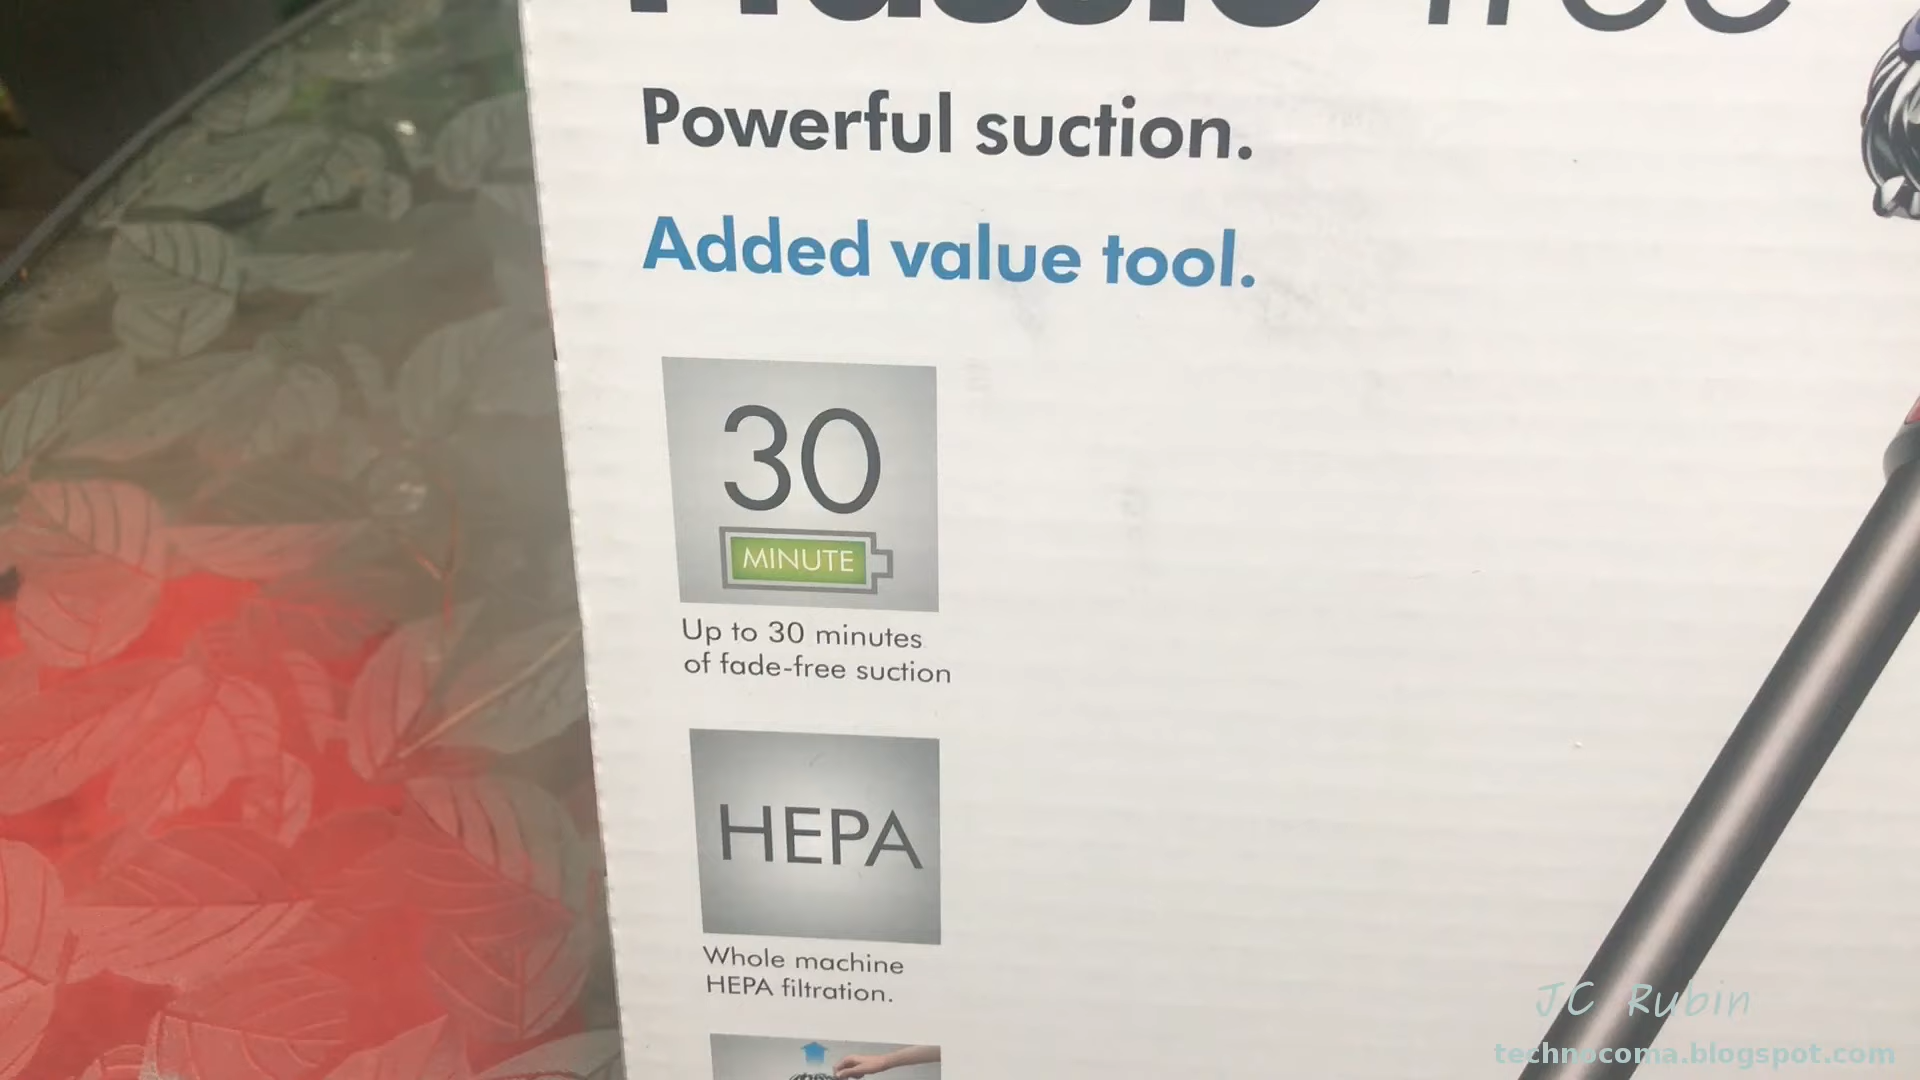 free
Powerful suction.
Added value tool.
30
MINUTE
Up to 30 minutes
of fade-free suction
HEPA
Whole machine
HEPA filtration.
JC Rubin
technocoma.blogspot.com